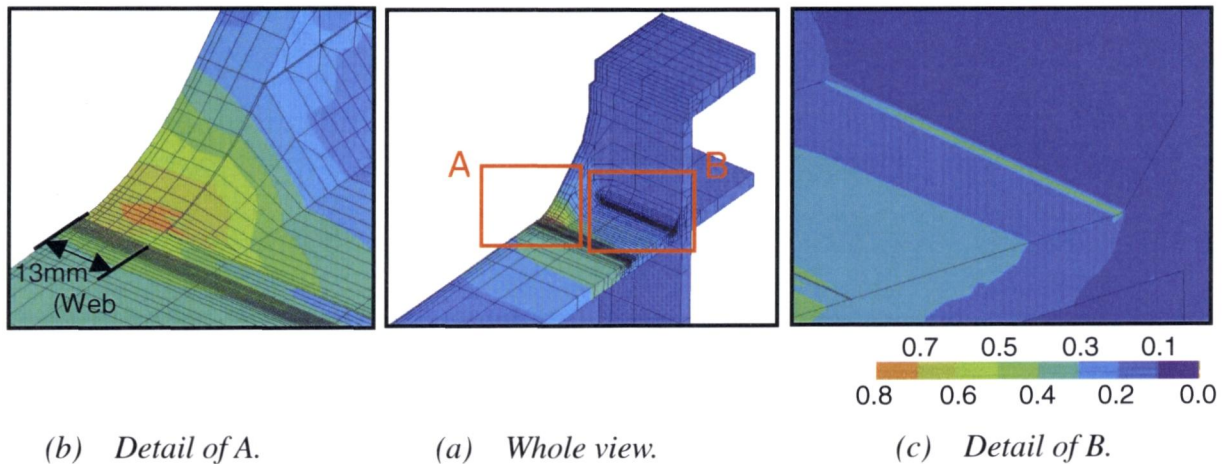 A
B
13mm
(Web
0.7 0.5 0.3 0.1
0.8 0.6 0.4 0.2 0.0
(b) Detail of A.
(a) Whole view.
(c) Detail of B.